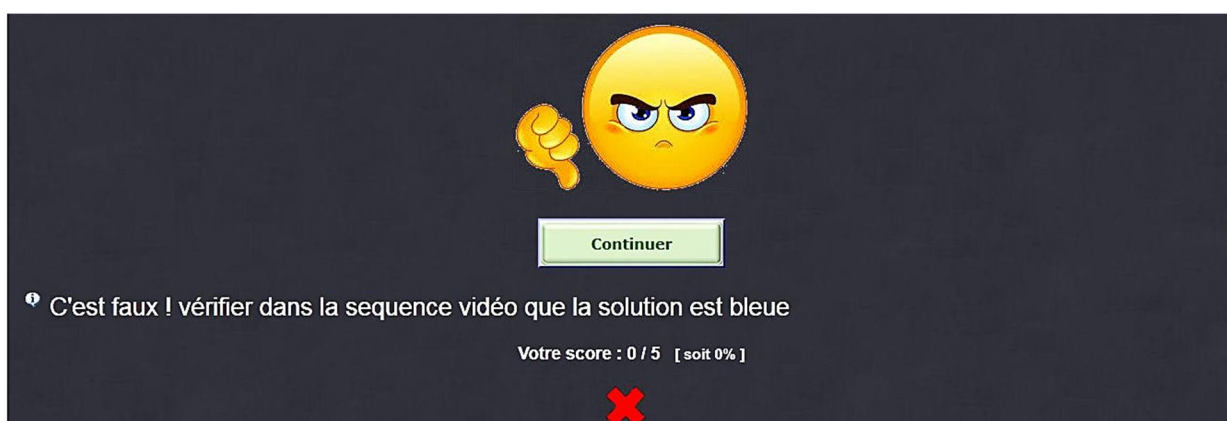 Continuer
C'est faux ! vérifier dans la sequence vidéo que la solution est bleue
Votre score : 0 / 5 [ soit 0% ]